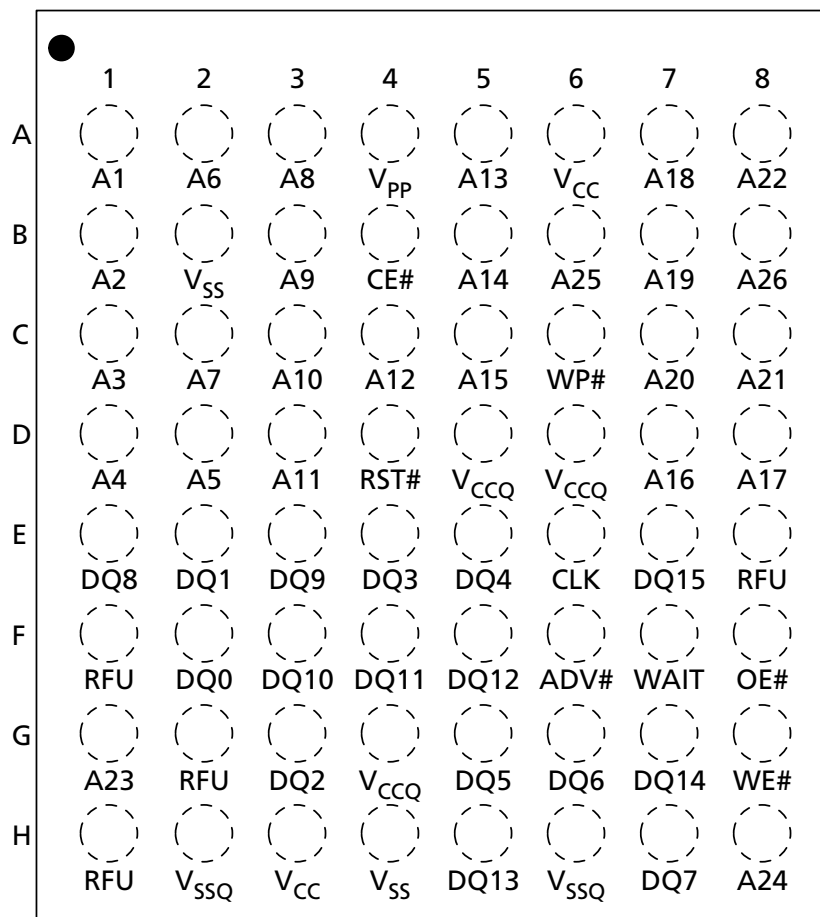 1 2 3 4 5 6 7 8
A
A1 A6 A8 VPP A13 VCC A18 A22
B
A2 VSS A9 CE# A14 A25 A19 A26
C
A3 A7 A10 A12 A15 WP# A20 A21
D
A4 A5 A11 RST# VCCQ VCCQ A16 A17
E
DQ8 DQ1 DQ9 DQ3 DQ4 CLK DQ15 RFU
F
RFU DQ0 DQ10 DQ11 DQ12 ADV# WAIT OE#
G
A23 RFU DQ2 VCCQ DQ5 DQ6 DQ14 WE#
H
RFU VSSQ VCC VSS DQ13 VSSQ DQ7 A24